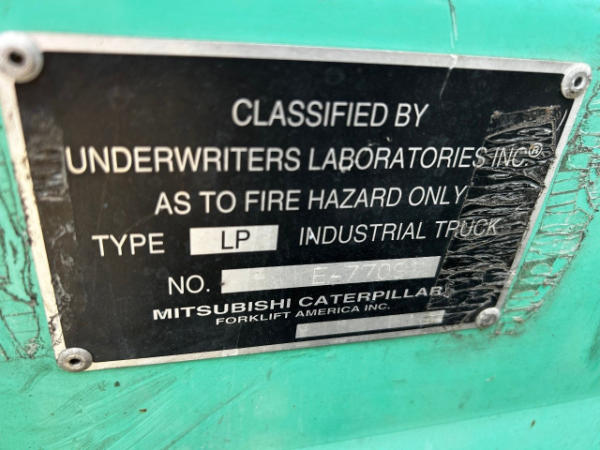 CLASSIFIED BY
UNDERWRITERS LABORATORIES INC.®
AS TO FIRE HAZARD ONLY
TYPE LP INDUSTRIAL TRUCK
NO.
MITSUBISHI CATERPILLAR
FORKLIFT AMERICA INC.